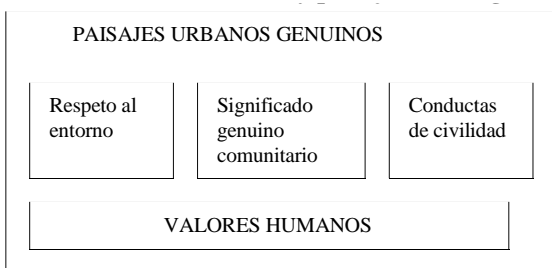 PAISAJES URBANOS GENUINOS
Respeto al
entorno
Significado
genuino
comunitario
Conductas
de civilidad
VALORES HUMANOS